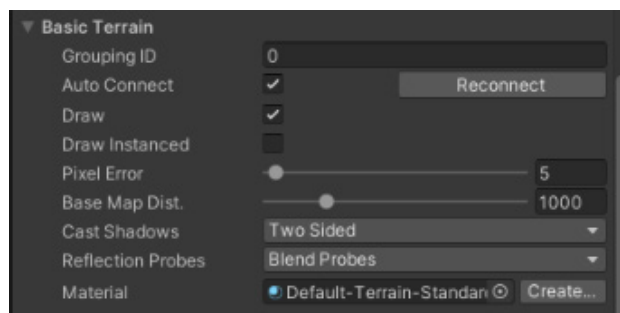 Basic Terrain
Grouping ID 0
Auto Connect Reconnect
Draw
Draw Instanced
Pixel Error 5
Base Map Dist. 1000
Cast Shadows Two Sided
Reflection Probes Blend Probes
Material Default-Terrain-Standar Create...